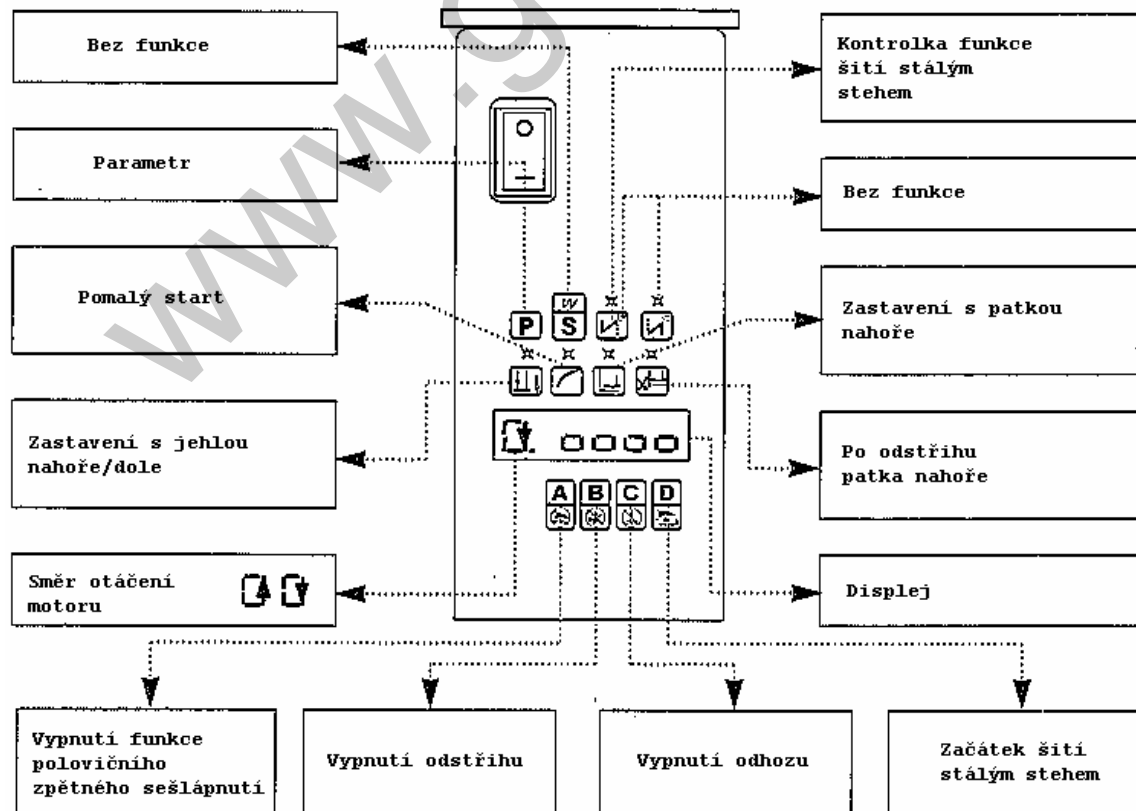 www.g
Bez funkce
Kontrolka funkce
šití stálým
stehem
Parametr
Bez funkce
Pomalý start
Zastavení s patkou
nahoře
W
P
S
Zastavení s jehlou
nahoře/dole
Po odstřihu
patka nahoře
A B C D
Směr otáčení
motoru
Displej
Vypnutí funkce
polovičního
zpětného sešlápnutí
Vypnutí odstřihu
Vypnutí odhozu
Začátek šití
stálým stehem